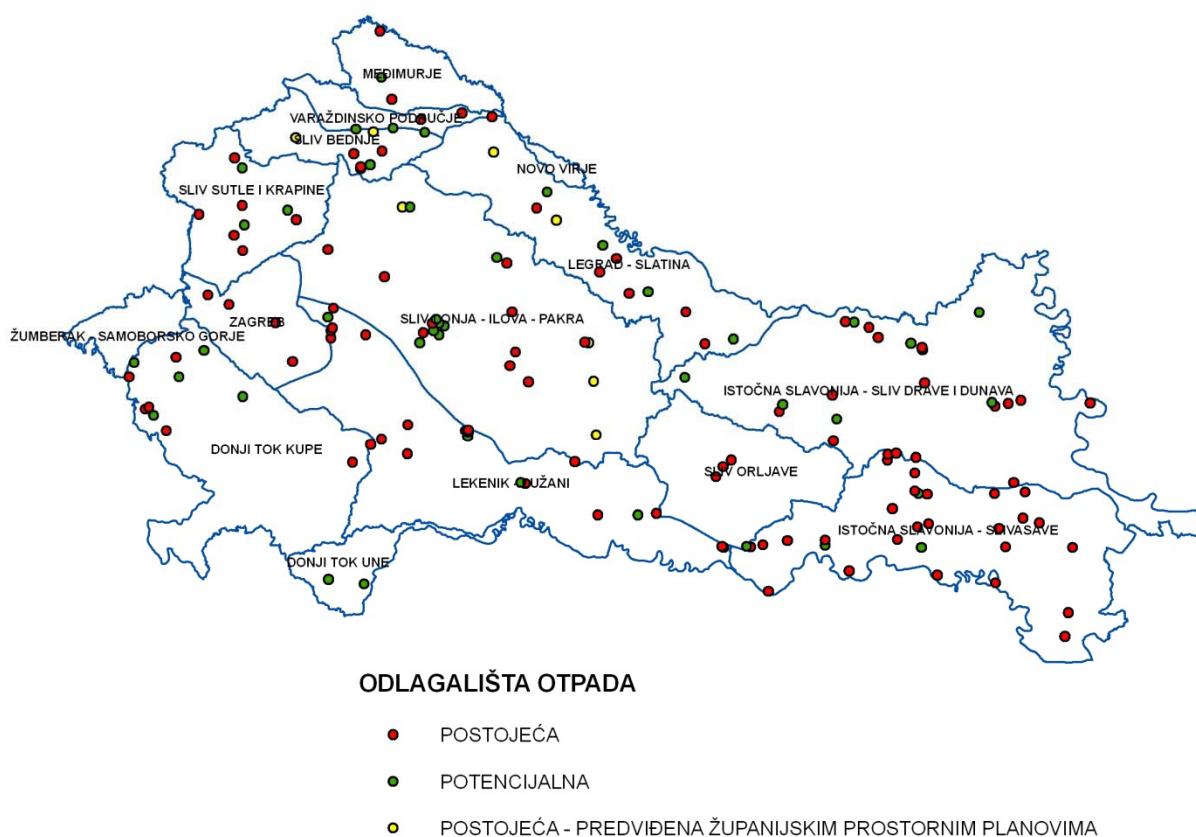 MEĐIMURJE
VARAŽDINSKO PODRUČJE
SLIV BEDNJE
NOVO VIRJE
SLIV SUTLE I KRAPINE
LEGRAD - SLATINA
ZAGREB
SLIV LONJA - ILOVA - PAKRA
ŽUMBERAK - SAMOBORSKO GORJE
ISTOČNA SLAVONIJA - SLIV DRAVE I DUNAVA
DONJI TOK KUPE
SLIV ORLJAVE
LEKENIK - LUŽANI
ISTOČNA SLAVONIJA - SLIV SAVE
DONJI TOK UNE
ODLAGALIŠTA OTPADA
POSTOJEĆA
POTENCIJALNA
POSTOJEĆA - PREDVIĐENA ŽUPANIJSKIM PROSTORNIM PLANOVIMA